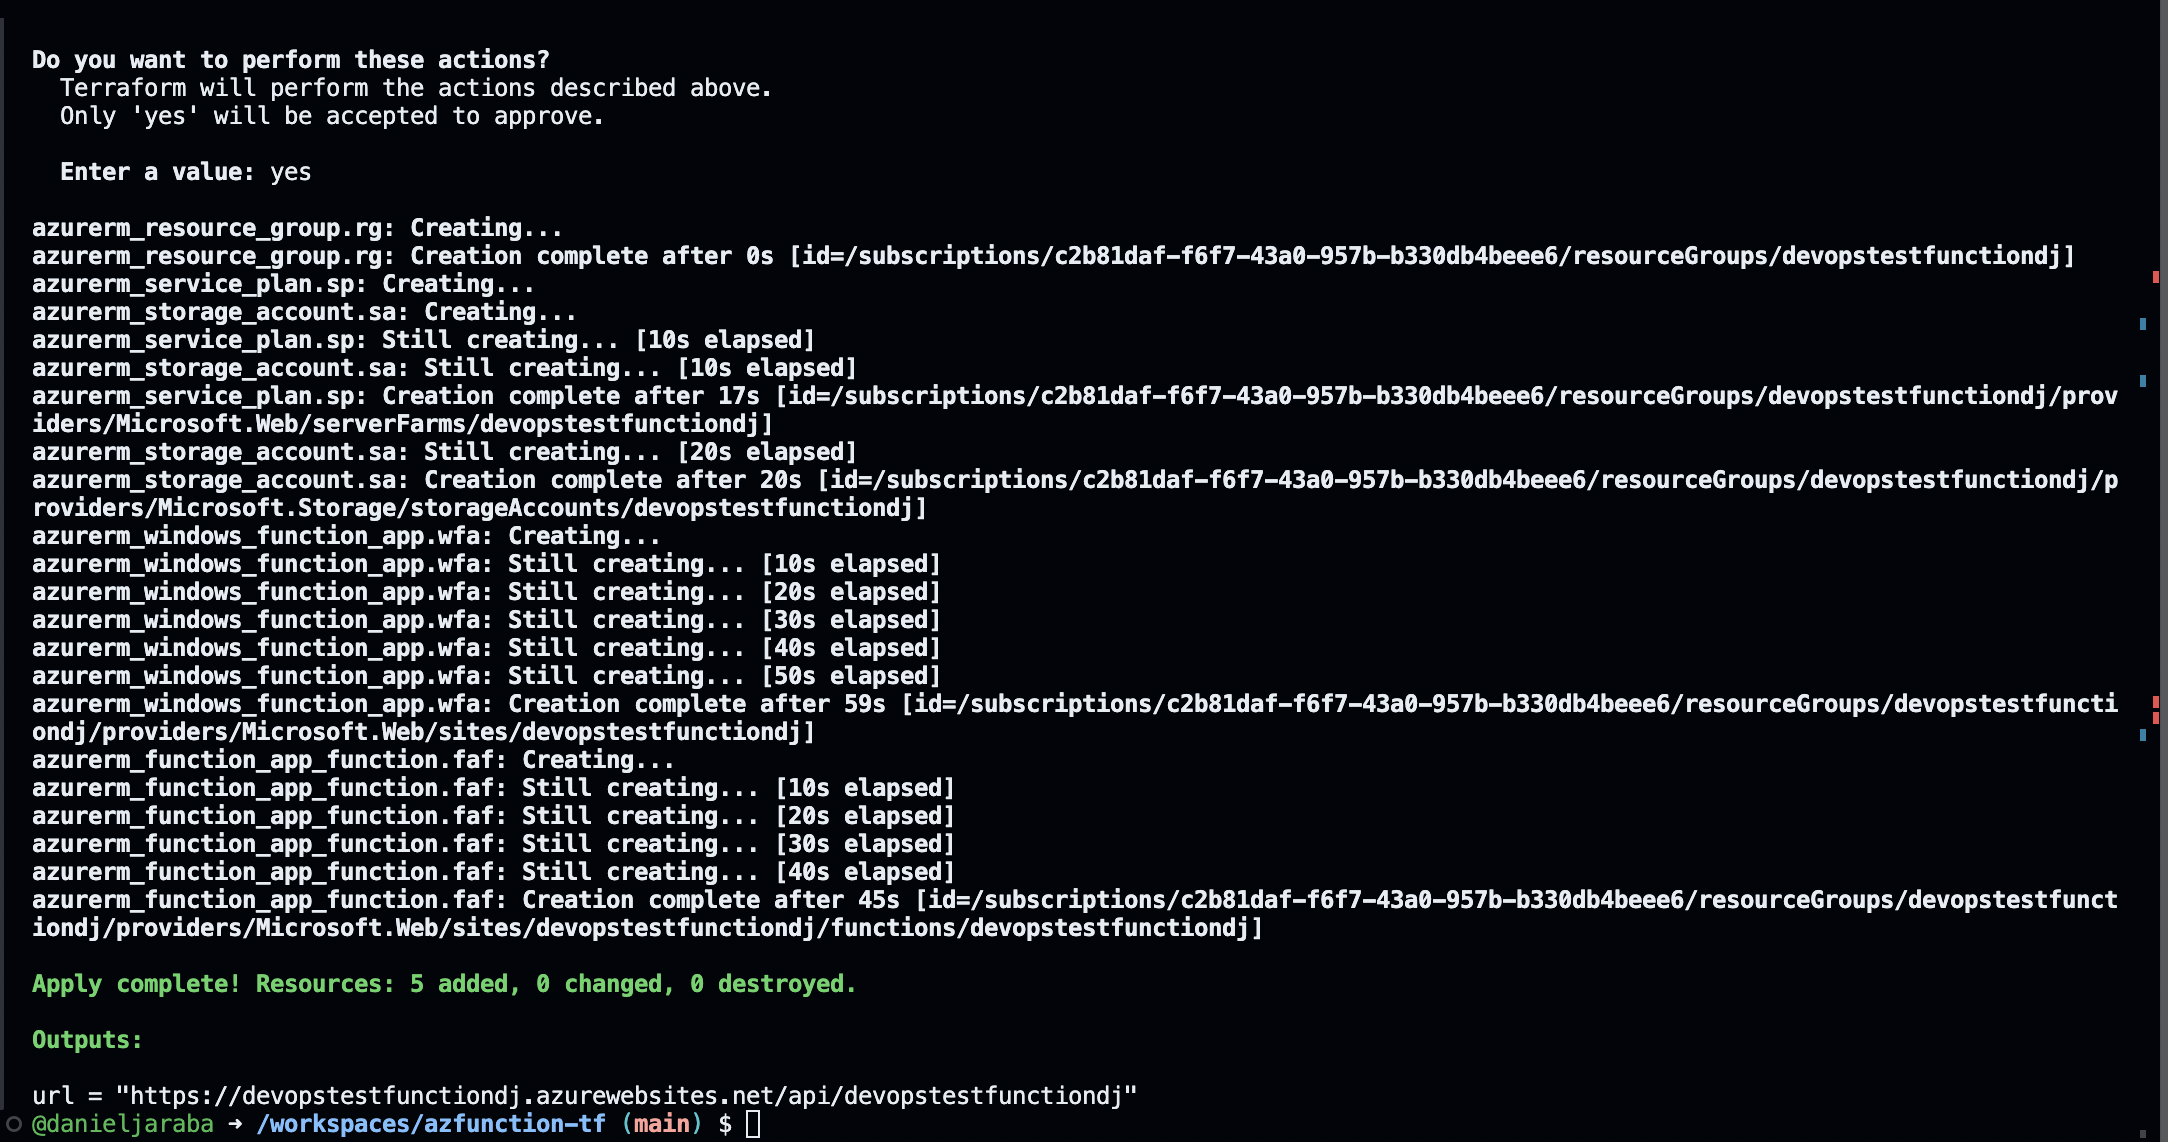 Do you want to perform these actions?
Terraform will perform the actions described above.
Only 'yes' will be accepted to approve.
Enter a value: yes
azurerm_resource_group.rg: Creating...
azurerm_resource_group.rg: Creation complete after 0s [id=/subscriptions/c2b81daf-f6f7-43a0-957b-b330db4beee6/resourceGroups/devopstestfunctiondj]
azurerm_service_plan.sp: Creating...
azurerm_storage_account.sa: Creating...
azurerm_service_plan.sp: Still creating... [10s elapsed]
azurerm_storage_account.sa: Still creating... [10s elapsed]
azurerm_service_plan.sp: Creation complete after 17s [id=/subscriptions/c2b81daf-f6f7-43a0-957b-b330db4beee6/resourceGroups/devopstestfunctiondj/prov
iders/Microsoft.Web/serverFarms/devopstestfunctiondj]
azurerm_storage_account.sa: Still creating... [20s elapsed]
azurerm_storage_account.sa: Creation complete after 20s [id=/subscriptions/c2b81daf-f6f7-43a0-957b-b330db4beee6/resourceGroups/devopstestfunctiondj/p
roviders/Microsoft.Storage/storageAccounts/devopstestfunctiondj]
azurerm_windows_function_app.wfa: Creating...
azurerm_windows_function_app.wfa: Still creating... [10s elapsed]
azurerm_windows_function_app.wfa: Still creating... [20s elapsed]
azurerm_windows_function_app.wfa: Still creating... [30s elapsed]
azurerm_windows_function_app.wfa: Still creating... [40s elapsed]
azurerm_windows_function_app.wfa: Still creating... [50s elapsed]
azurerm_windows_function_app.wfa: Creation complete after 59s [id=/subscriptions/c2b81daf-f6f7-43a0-957b-b330db4beee6/resourceGroups/devopstestfuncti
ondj/providers/Microsoft.Web/sites/devopstestfunctiondj]
azurerm_function_app_function.faf: Creating...
azurerm_function_app_function.faf: Still creating... [10s elapsed]
azurerm_function_app_function.faf: Still creating... [20s elapsed]
azurerm_function_app_function.faf: Still creating... [30s elapsed]
azurerm_function_app_function.faf: Still creating... [40s elapsed]
azurerm_function_app_function.faf: Creation complete after 45s [id=/subscriptions/c2b81daf-f6f7-43a0-957b-b330db4beee6/resourceGroups/devopstestfunct
iondj/providers/Microsoft.Web/sites/devopstestfunctiondj/functions/devopstestfunctiondj]
Apply complete! Resources: 5 added, 0 changed, 0 destroyed.
Outputs:
url = "https://devopstestfunctiondj.azurewebsites.net/api/devopstestfunctiondj"
@danieljaraba ➜ /workspaces/azfunction-tf (main) $